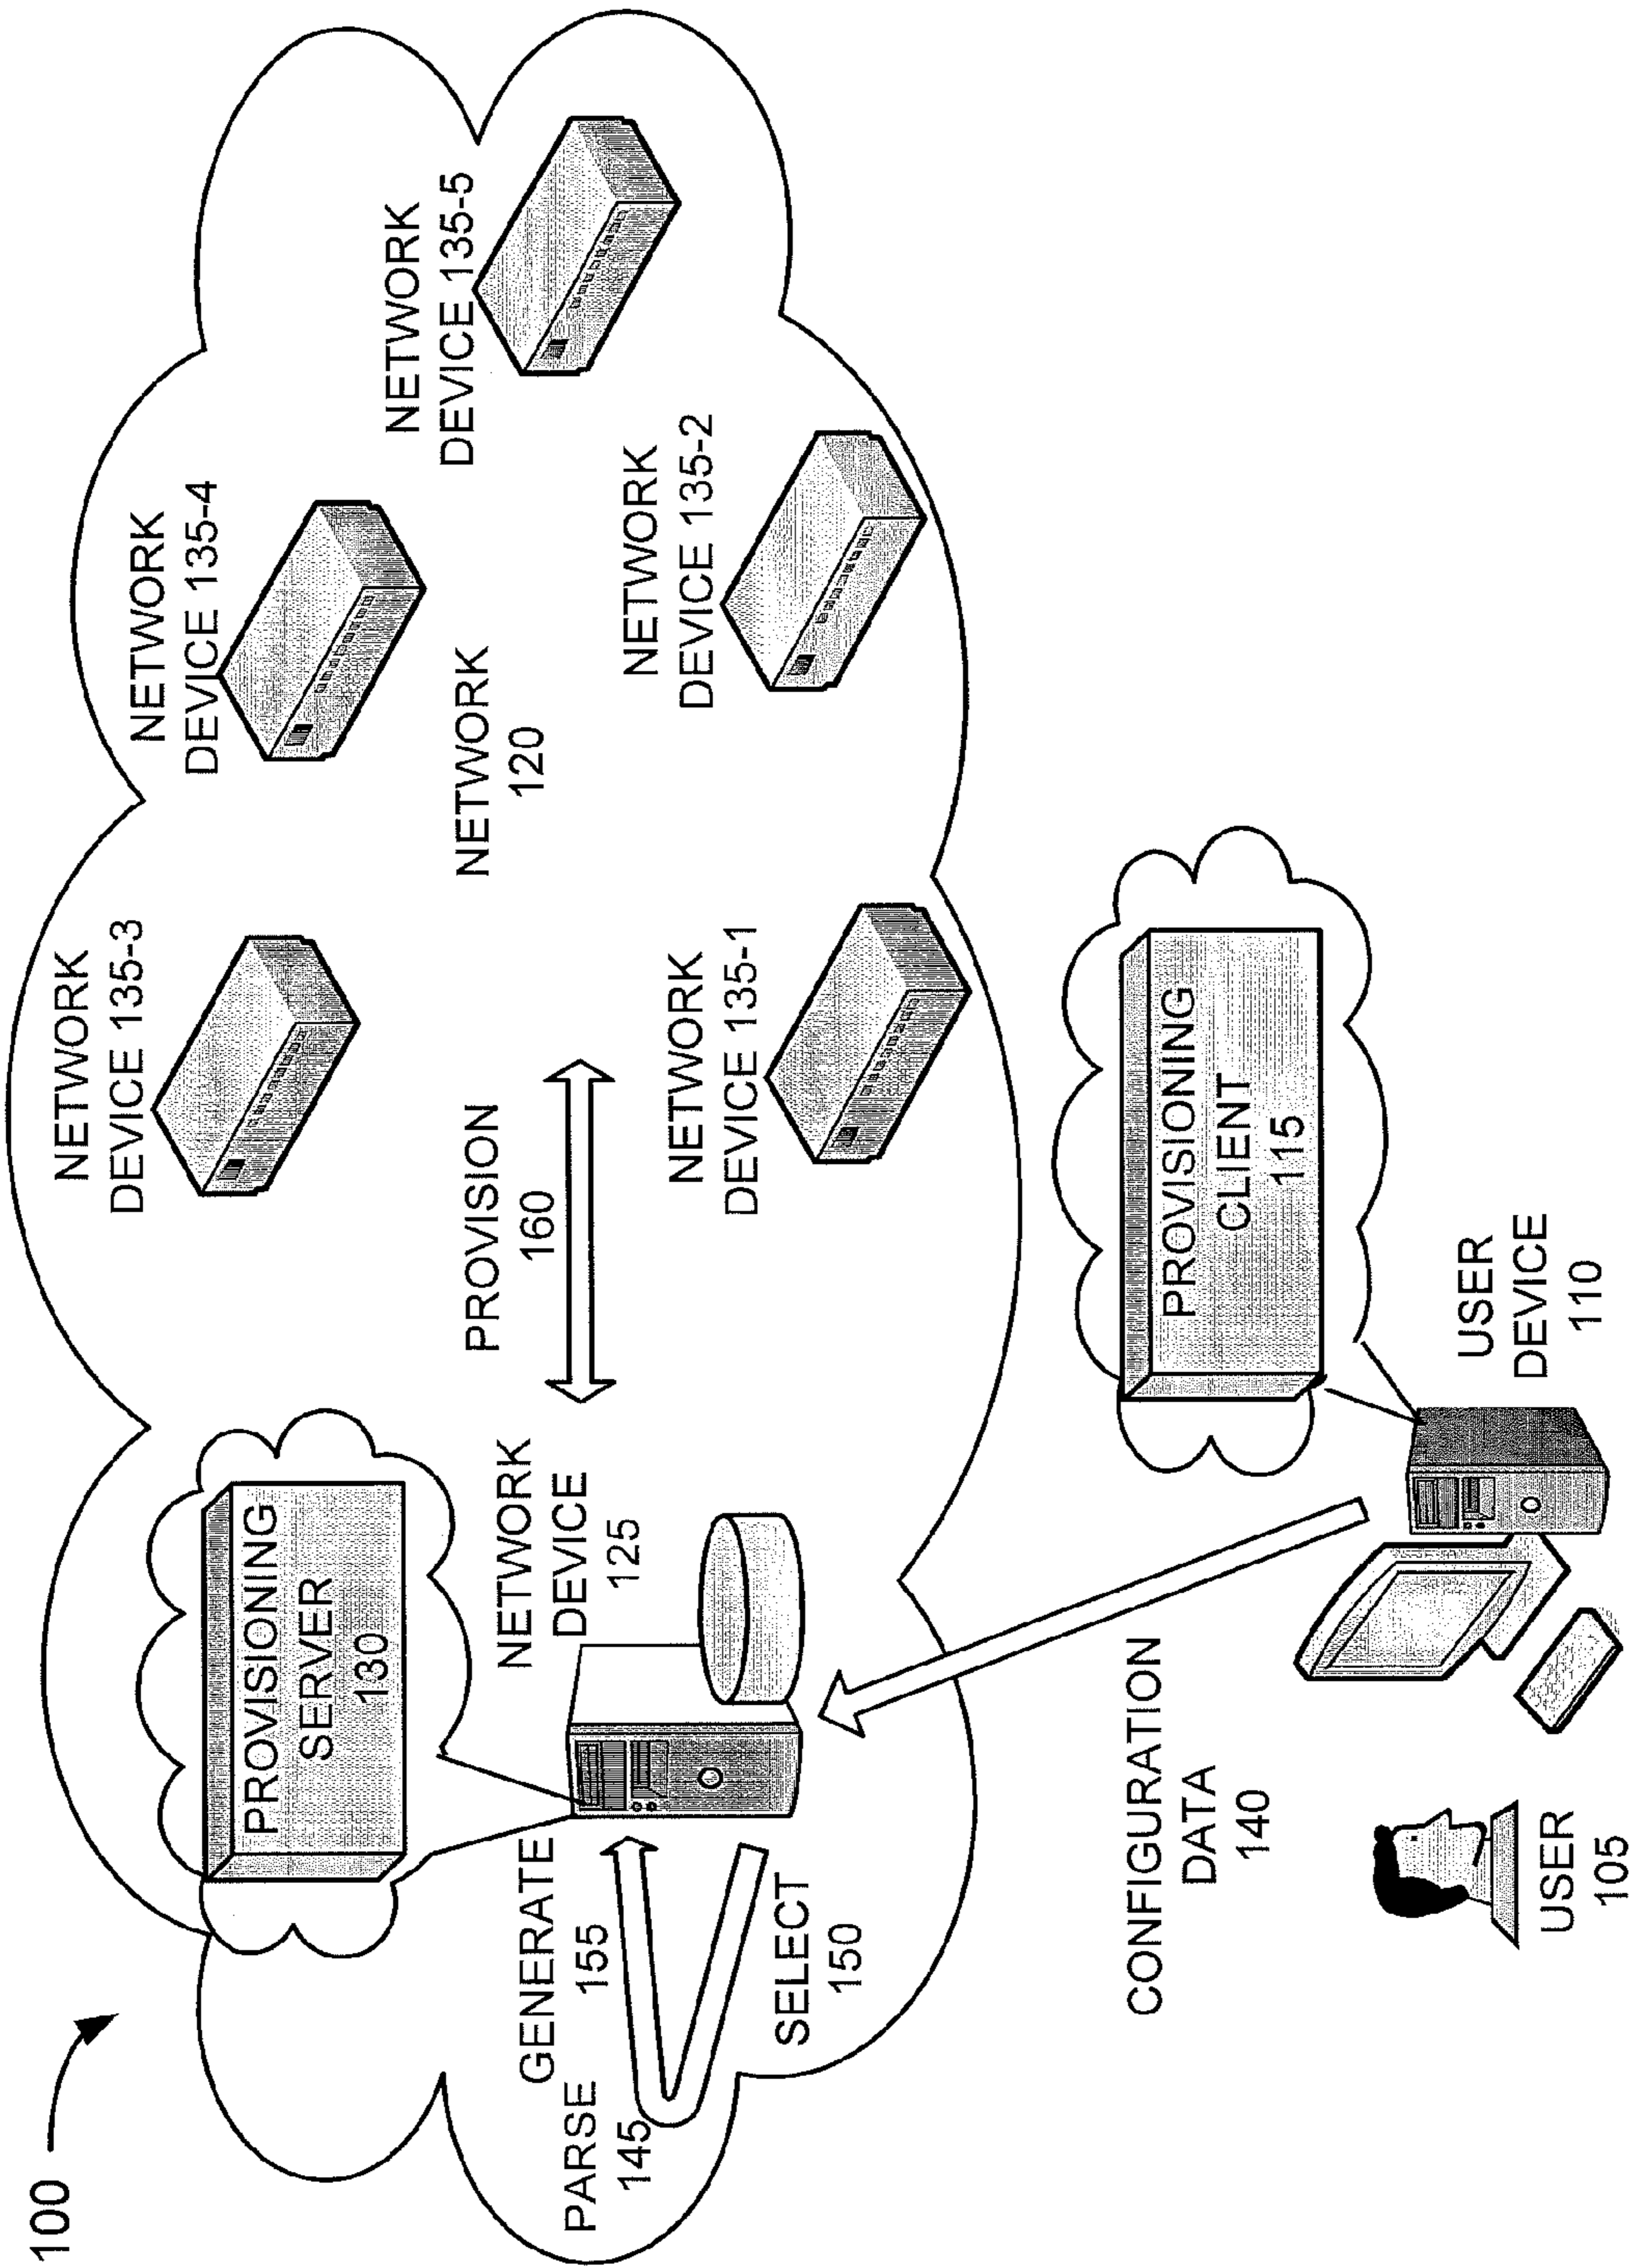 100
PROVISIONING
SERVER
130
NETWORK
DEVICE 135-3
NETWORK
DEVICE 135-4
NETWORK
DEVICE 135-5
PARSE
145
GENERATE
155
SELECT
150
NETWORK
DEVICE
125
PROVISION
160
NETWORK
120
NETWORK
DEVICE 135-1
NETWORK
DEVICE 135-2
CONFIGURATION
DATA
140
PROVISIONING
CLIENT
115
USER
105
USER
DEVICE
110